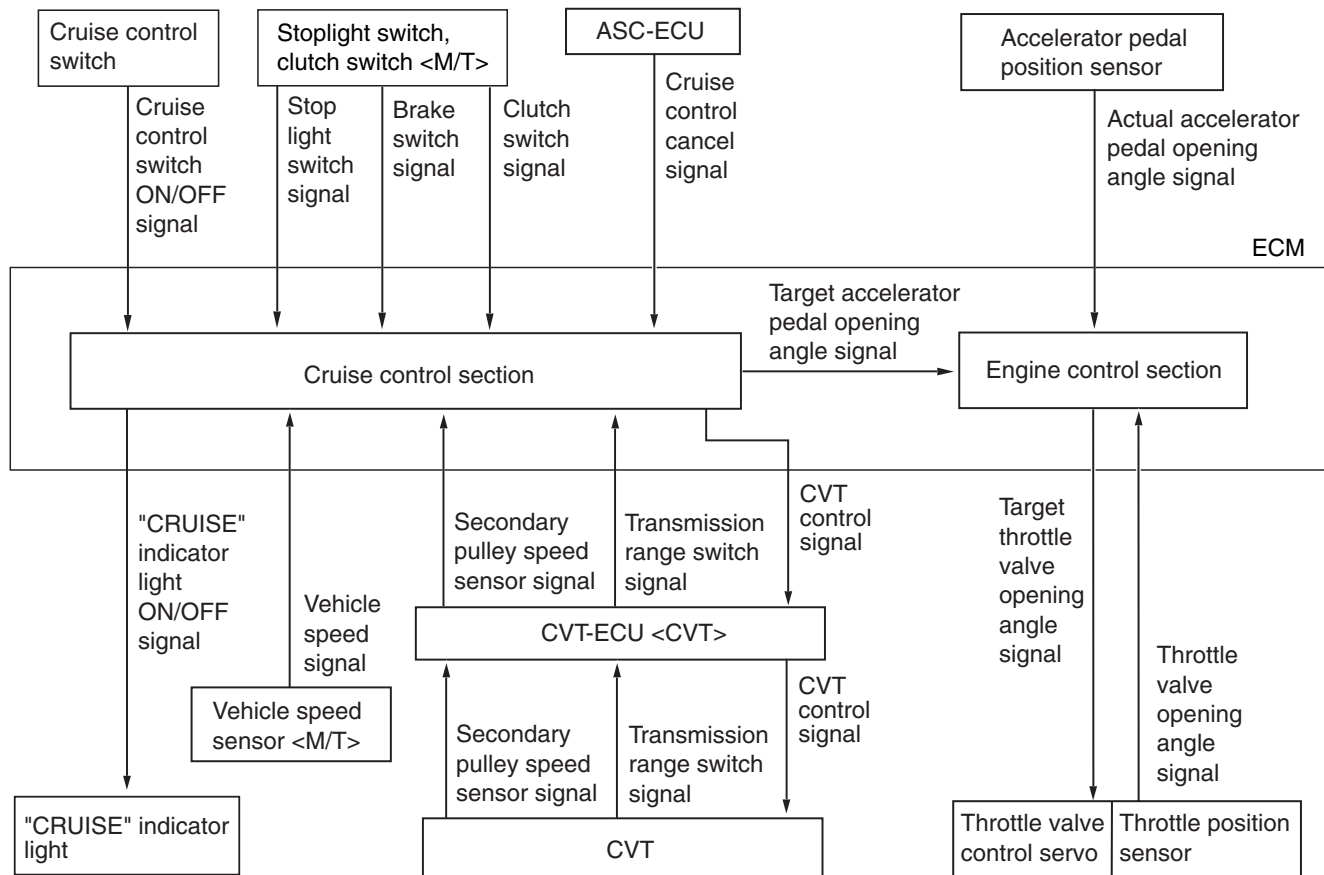 Cruise control
switch
Stoplight switch,
clutch switch <M/T>
ASC-ECU
Accelerator pedal
position sensor
Cruise
control
switch
ON/OFF
signal
Stop
light
switch
signal
Brake
switch
signal
Clutch
switch
signal
Cruise
control
cancel
signal
Actual accelerator
pedal opening
angle signal
ECM
Target accelerator
pedal opening
angle signal
Cruise control section
Engine control section
"CRUISE"
indicator
light
ON/OFF
signal
Vehicle
speed
signal
Secondary
pulley speed
sensor signal
Transmission
range switch
signal
CVT
control
signal
Target
throttle
valve
opening
angle
signal
CVT-ECU <CVT>
Vehicle speed
sensor <M/T>
Secondary
pulley speed
sensor signal
Transmission
range switch
signal
CVT
control
signal
Throttle
valve
opening
angle
signal
"CRUISE" indicator
light
CVT
Throttle valve
control servo
Throttle position
sensor